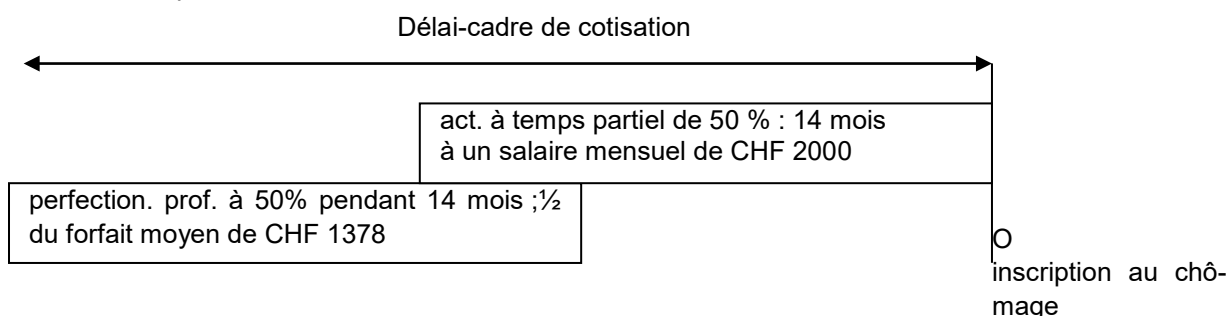 Délai-cadre de cotisation
act. à temps partiel de 50 % : 14 mois
à un salaire mensuel de CHF 2000
perfection. prof. à 50% pendant 14 mois ;½
du forfait moyen de CHF 1378
O
inscription au chô-
mage